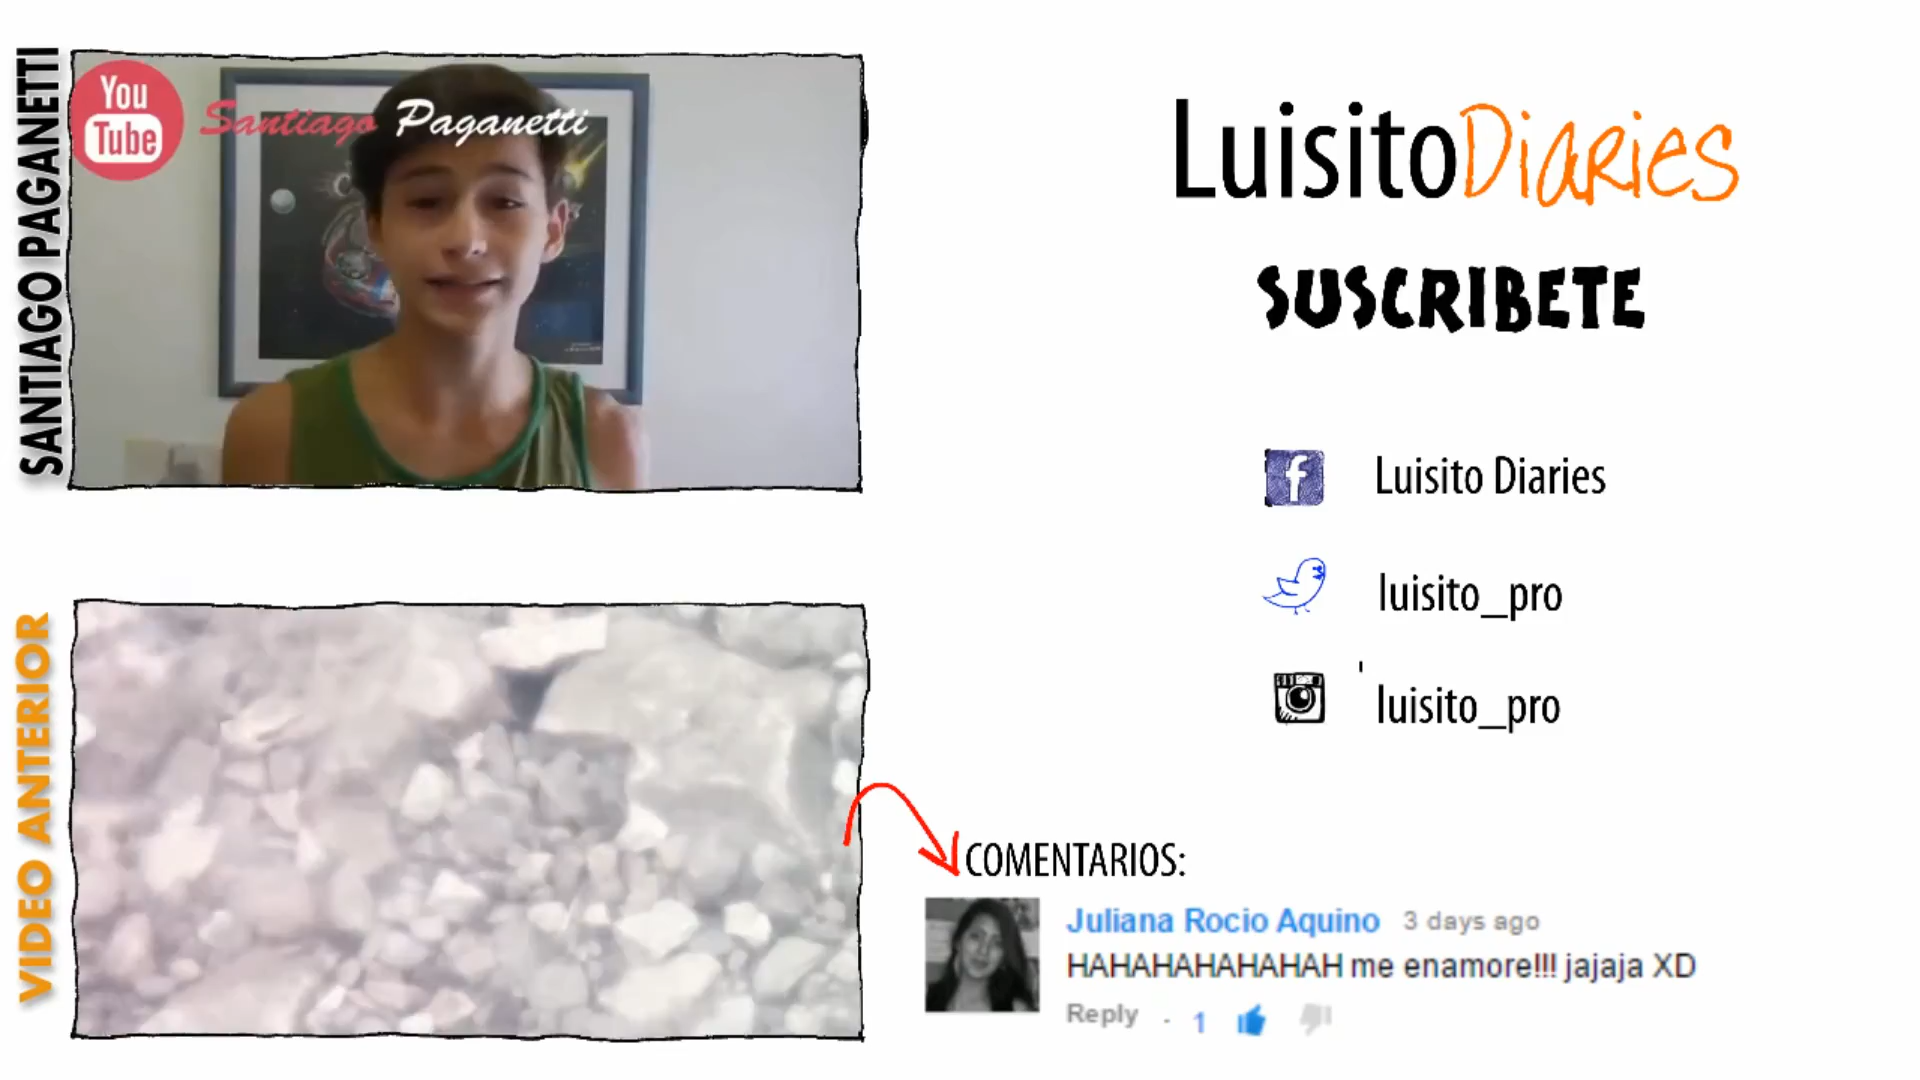 SANTIAGO PAGANETTI
You
Tube
Santiago Paganetti
VIDEO ANTERIOR
LuisitoDiaries
SUSCRIBETE
f
Luisito Diaries
luisito_pro
luisito_pro
COMENTARIOS:
Juliana Rocio Aquino 3 days ago
HAHAHAHAHAHAH me enamore!!! jajaja XD
Reply . 1